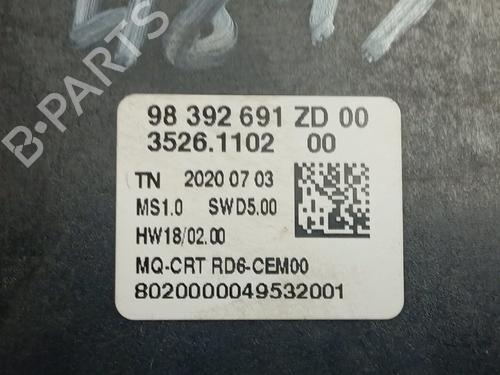 98 392 691 ZD 00
3526.1102 00
TN 2020 07 03
MS1.0 SWD5.00
HW18/02.00
MQ-CRT RD6-CEM00
8020000049532001
B-PARTS